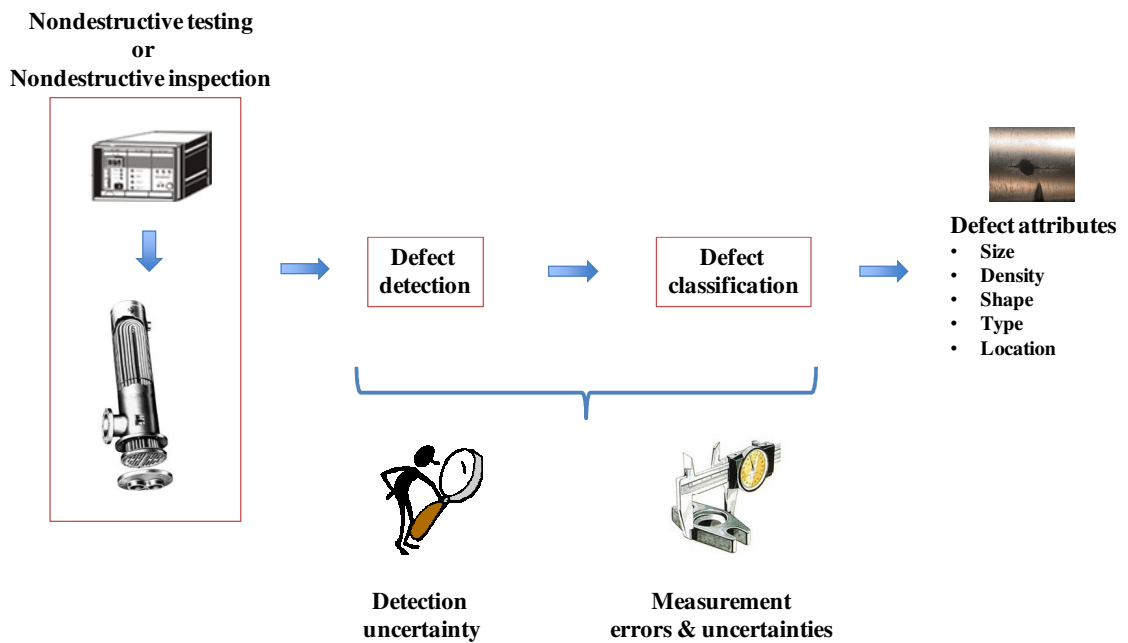 Nondestructive testing
or
Nondestructive inspection
Defect
detection
Defect
classification
Defect attributes
• Size
• Density
• Shape
• Type
• Location
Detection
uncertainty
Measurement
errors & uncertainties